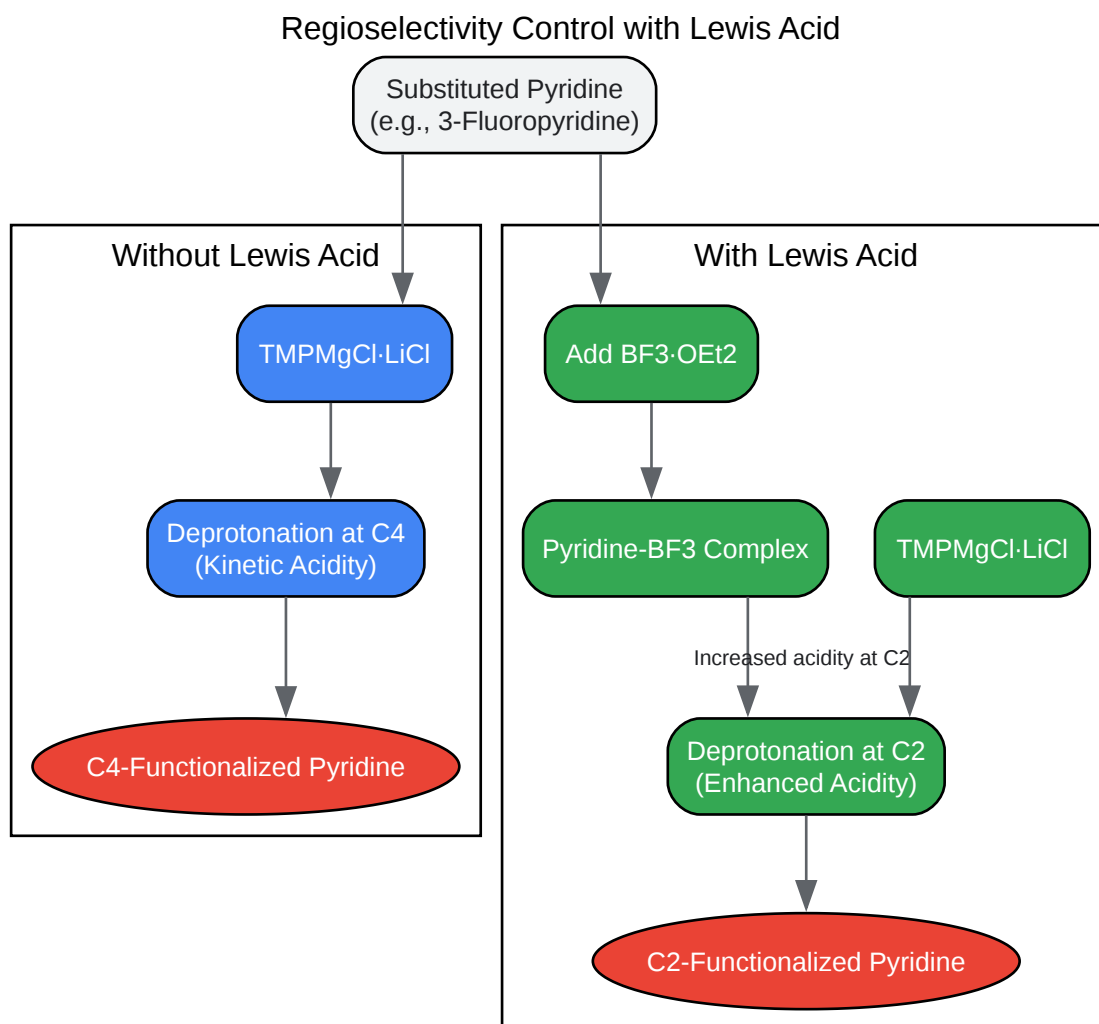 Regioselectivity Control with Lewis Acid
Substituted Pyridine
(e.g., 3-Fluoropyridine)
Without Lewis Acid
TMPMgCl·LiCl
Deprotonation at C4
(Kinetic Acidity)
C4-Functionalized Pyridine
With Lewis Acid
Add BF3·OEt2
Pyridine-BF3 Complex
TMPMgCl·LiCl
Increased acidity at C2
Deprotonation at C2
(Enhanced Acidity)
C2-Functionalized Pyridine